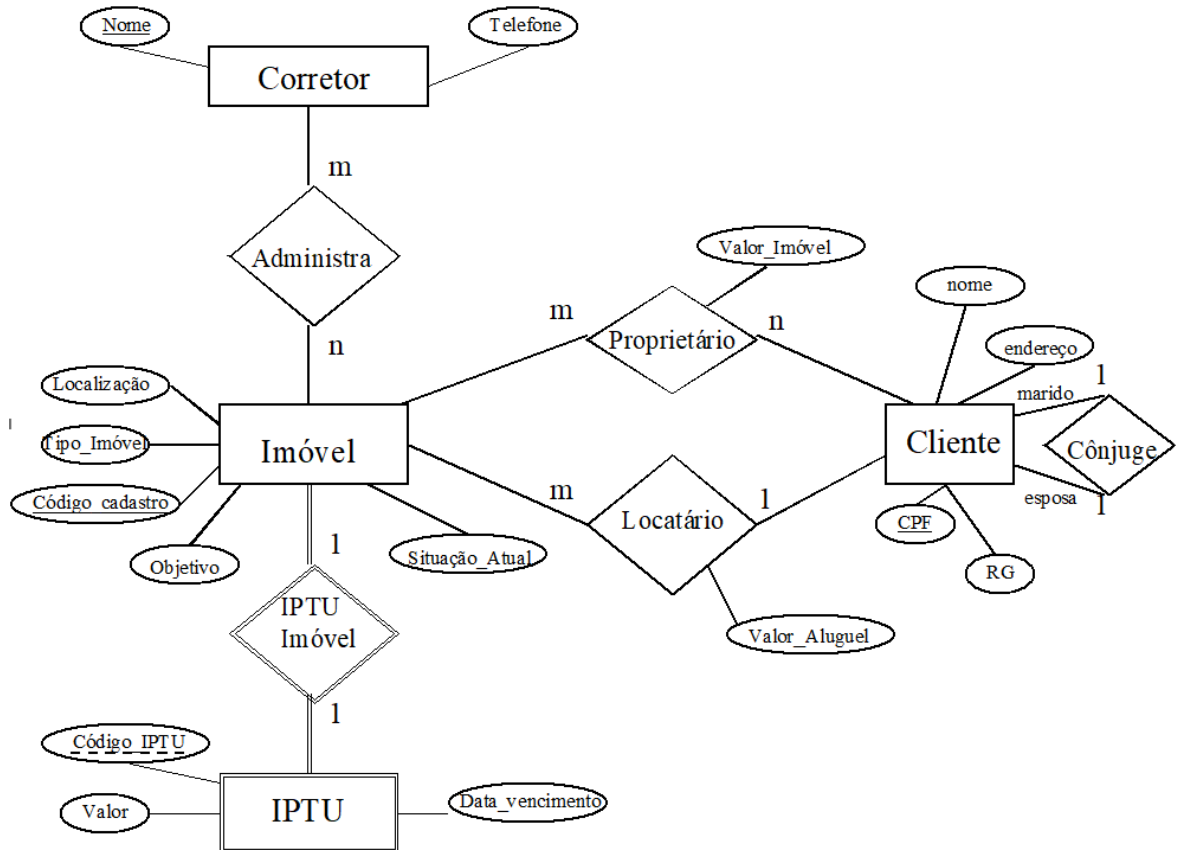 Nome
Telefone
Corretor
m
Administra
n
Valor_Imóvel
nome
m
Proprietário
n
endereço
Localização
marido
1
Tipo_Imóvel
Imóvel
Cliente
Cônjuge
Código_cadastro
m
Locatário
1
esposa
1
CPF
Objetivo
1
Situação_Atual
RG
IPTU
Imóvel
Valor_Aluguel
1
Código_IPTU
Valor
IPTU
Data_vencimento